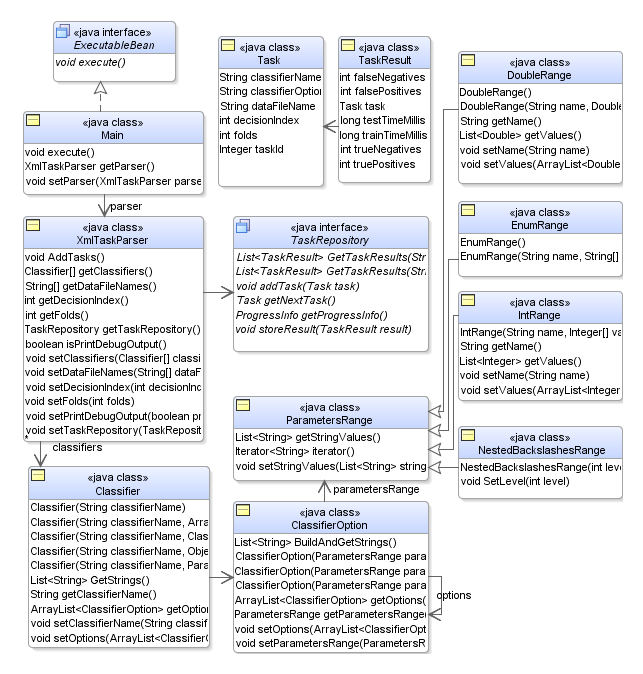 «java interface»
ExecutableBean
void execute()
«java class»
Main
void execute()
XmlTaskParser getParser()
void setParser(XmlTaskParser parse
parser
«java class»
XmlTaskParser
void AddTasks()
Classifier[] getClassifiers()
String[] getDataFileNames()
int getDecisionIndex()
int getFolds()
TaskRepository getTaskRepository()
boolean isPrintDebugOutput()
void setClassifiers(Classifier[] classi
void setDataFileNames(String[] dataF
void setDecisionIndex(int decisionInd
void setFolds(int folds)
void setPrintDebugOutput(boolean pr
void setTaskRepository(TaskReposit
*
classifiers
«java class»
Classifier
Classifier(String classifierName)
Classifier(String classifierName, Arra
Classifier(String classifierName, Clas
Classifier(String classifierName, Obje
Classifier(String classifierName, Para
List<String> GetStrings()
String getClassifierName()
ArrayList<ClassifierOption> getOption
void setClassifierName(String classif
void setOptions(ArrayList<Classifier
«java class»
Task
String classifierName
String classifierOptio
String dataFileName
int decisionIndex
int folds
Integer taskId
«java class»
TaskResult
int falseNegatives
int falsePositives
Task task
long testTimeMillis
long trainTimeMillis
int trueNegatives
int truePositives
«java interface»
TaskRepository
List<TaskResult> GetTaskResults(Str
List<TaskResult> GetTaskResults(Str
void addTask(Task task)
Task getNextTask()
ProgressInfo getProgressInfo()
void storeResult(TaskResult result)
«java class»
ParametersRange
List<String> getStringValues()
Iterator<String> iterator()
void setStringValues(List<String> string
parametersRange
«java class»
ClassifierOption
List<String> BuildAndGetStrings()
ClassifierOption(ParametersRange para
ClassifierOption(ParametersRange para
ClassifierOption(ParametersRange para
ArrayList<ClassifierOption> getOptions(
ParametersRange getParametersRange
void setOptions(ArrayList<ClassifierOpt
void setParametersRange(ParametersR
options
«java class»
DoubleRange
DoubleRange()
DoubleRange(String name, Double
String getName()
List<Double> getValues()
void setName(String name)
void setValues(ArrayList<Double
«java class»
EnumRange
EnumRange()
EnumRange(String name, String[]
«java class»
IntRange
IntRange(String name, Integer[] va
String getName()
List<Integer> getValues()
void setName(String name)
void setValues(ArrayList<Integer
«java class»
NestedBackslashesRange
NestedBackslashesRange(int leve
void SetLevel(int level)